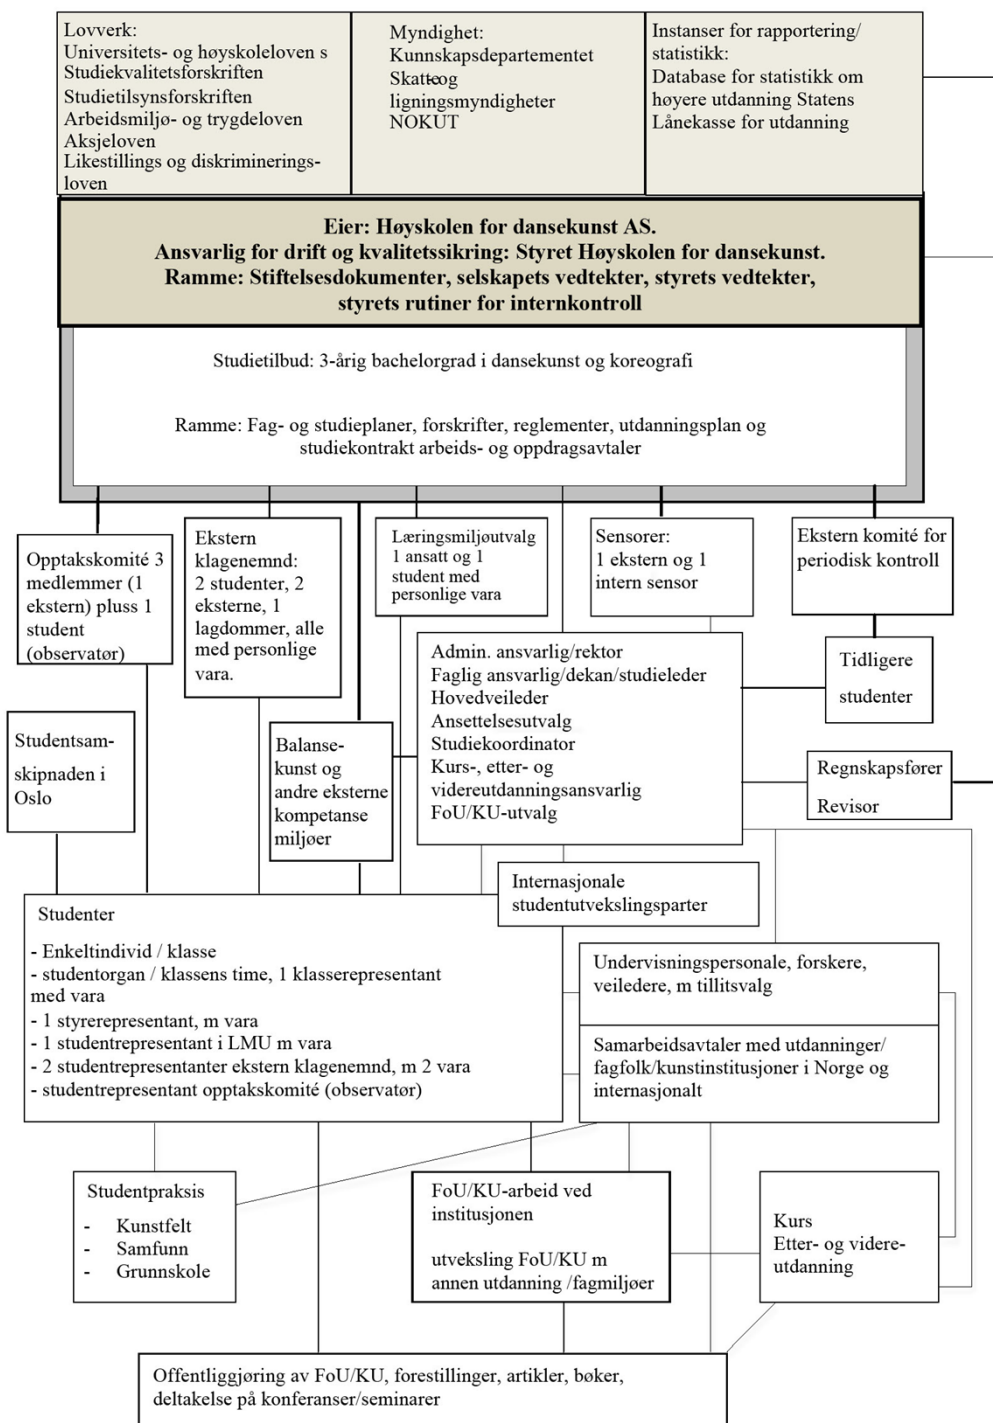 Lovverk:
Universitets- og høyskoleloven s
Studiekvalitetsforskriften
Studietilsynsforskriften
Arbeidsmiljø- og trygdeloven
Aksjeloven
Likestillings og diskriminerings-
loven
Myndighet:
Kunnskapsdepartementet
Skatte-og
ligningsmyndigheter
NOKUT
Instanser for rapportering/
statistikk:
Database for statistikk om
høyere utdanning Statens
Lånekasse for utdanning
Eier: Høyskolen for dansekunst AS.
Ansvarlig for drift og kvalitetssikring: Styret Høyskolen for dansekunst.
Ramme: Stiftelsesdokumenter, selskapets vedtekter, styrets vedtekter,
styrets rutiner for internkontroll
Studietilbud: 3-årig bachelorgrad i dansekunst og koreografi
Ramme: Fag- og studieplaner, forskrifter, reglementer, utdanningsplan og
studiekontrakt arbeids- og oppdragsavtaler
Opptakskomité 3
medlemmer (1
ekstern) pluss 1
student
(observatør)
Ekstern
klagenemnd:
2 studenter, 2
eksterne, 1
lagdommer, alle
med personlige
vara.
Læringsmiljøutvalg
1 ansatt og 1
student med
personlige vara
Sensorer:
1 ekstern og 1
intern sensor
Ekstern komité for
periodisk kontroll
Admin. ansvarlig/rektor
Faglig ansvarlig/dekan/studieleder
Hovedveileder
Ansettelsesutvalg
Studiekoordinator
Kurs-, etter- og
videreutdanningsansvarlig
FoU/KU-utvalg
Tidligere
studenter
Studentsam-
skipnaden i
Oslo
Balanse-
kunst og
andre eksterne
kompetanse
miljøer
Regnskapsfører
Revisor
Internasjonale
studentutvekslingsparter
Studenter
- Enkeltindivid / klasse
- studentorgan / klassens time, 1 klasserepresentant
med vara
- 1 styrerepresentant, m vara
- 1 studentrepresentant i LMU m vara
- 2 studentrepresentanter ekstern klagenemnd, m 2 vara
- studentrepresentant opptakskomité (observatør)
Undervisningspersonale, forskere,
veiledere, m tillitsvalg
Samarbeidsavtaler med utdanninger/
fagfolk/kunstinstitusjoner i Norge og
internasjonalt
Studentpraksis
- Kunstfelt
- Samfunn
- Grunnskole
FoU/KU-arbeid ved
institusjonen
utveksling FoU/KU m
annen utdanning /fagmiljøer
Kurs
Etter- og videre-
utdanning
Offentliggjøring av FoU/KU, forestillinger, artikler, bøker,
deltakelse på konferanser/seminarer